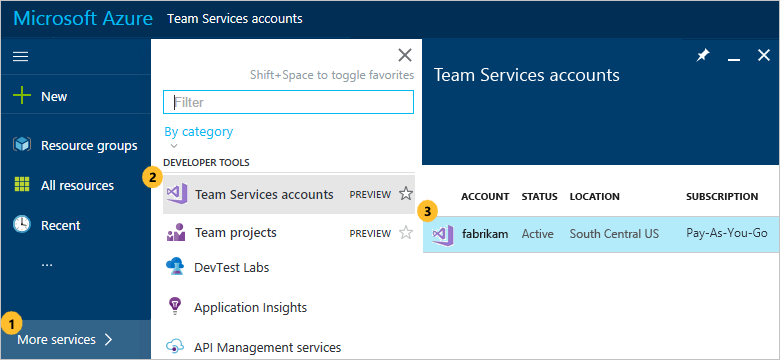 Microsoft Azure Team Services accounts
Shift+Space to toggle favorites
Filter
By category
DEVELOPER TOOLS
New
Resource groups
All resources
Recent
...
1
More services
2
Team Services accounts PREVIEW
Team projects PREVIEW
DevTest Labs
Application Insights
API Management services
Team Services accounts
ACCOUNT STATUS LOCATION SUBSCRIPTION
3
fabrikam Active South Central US Pay-As-You-Go